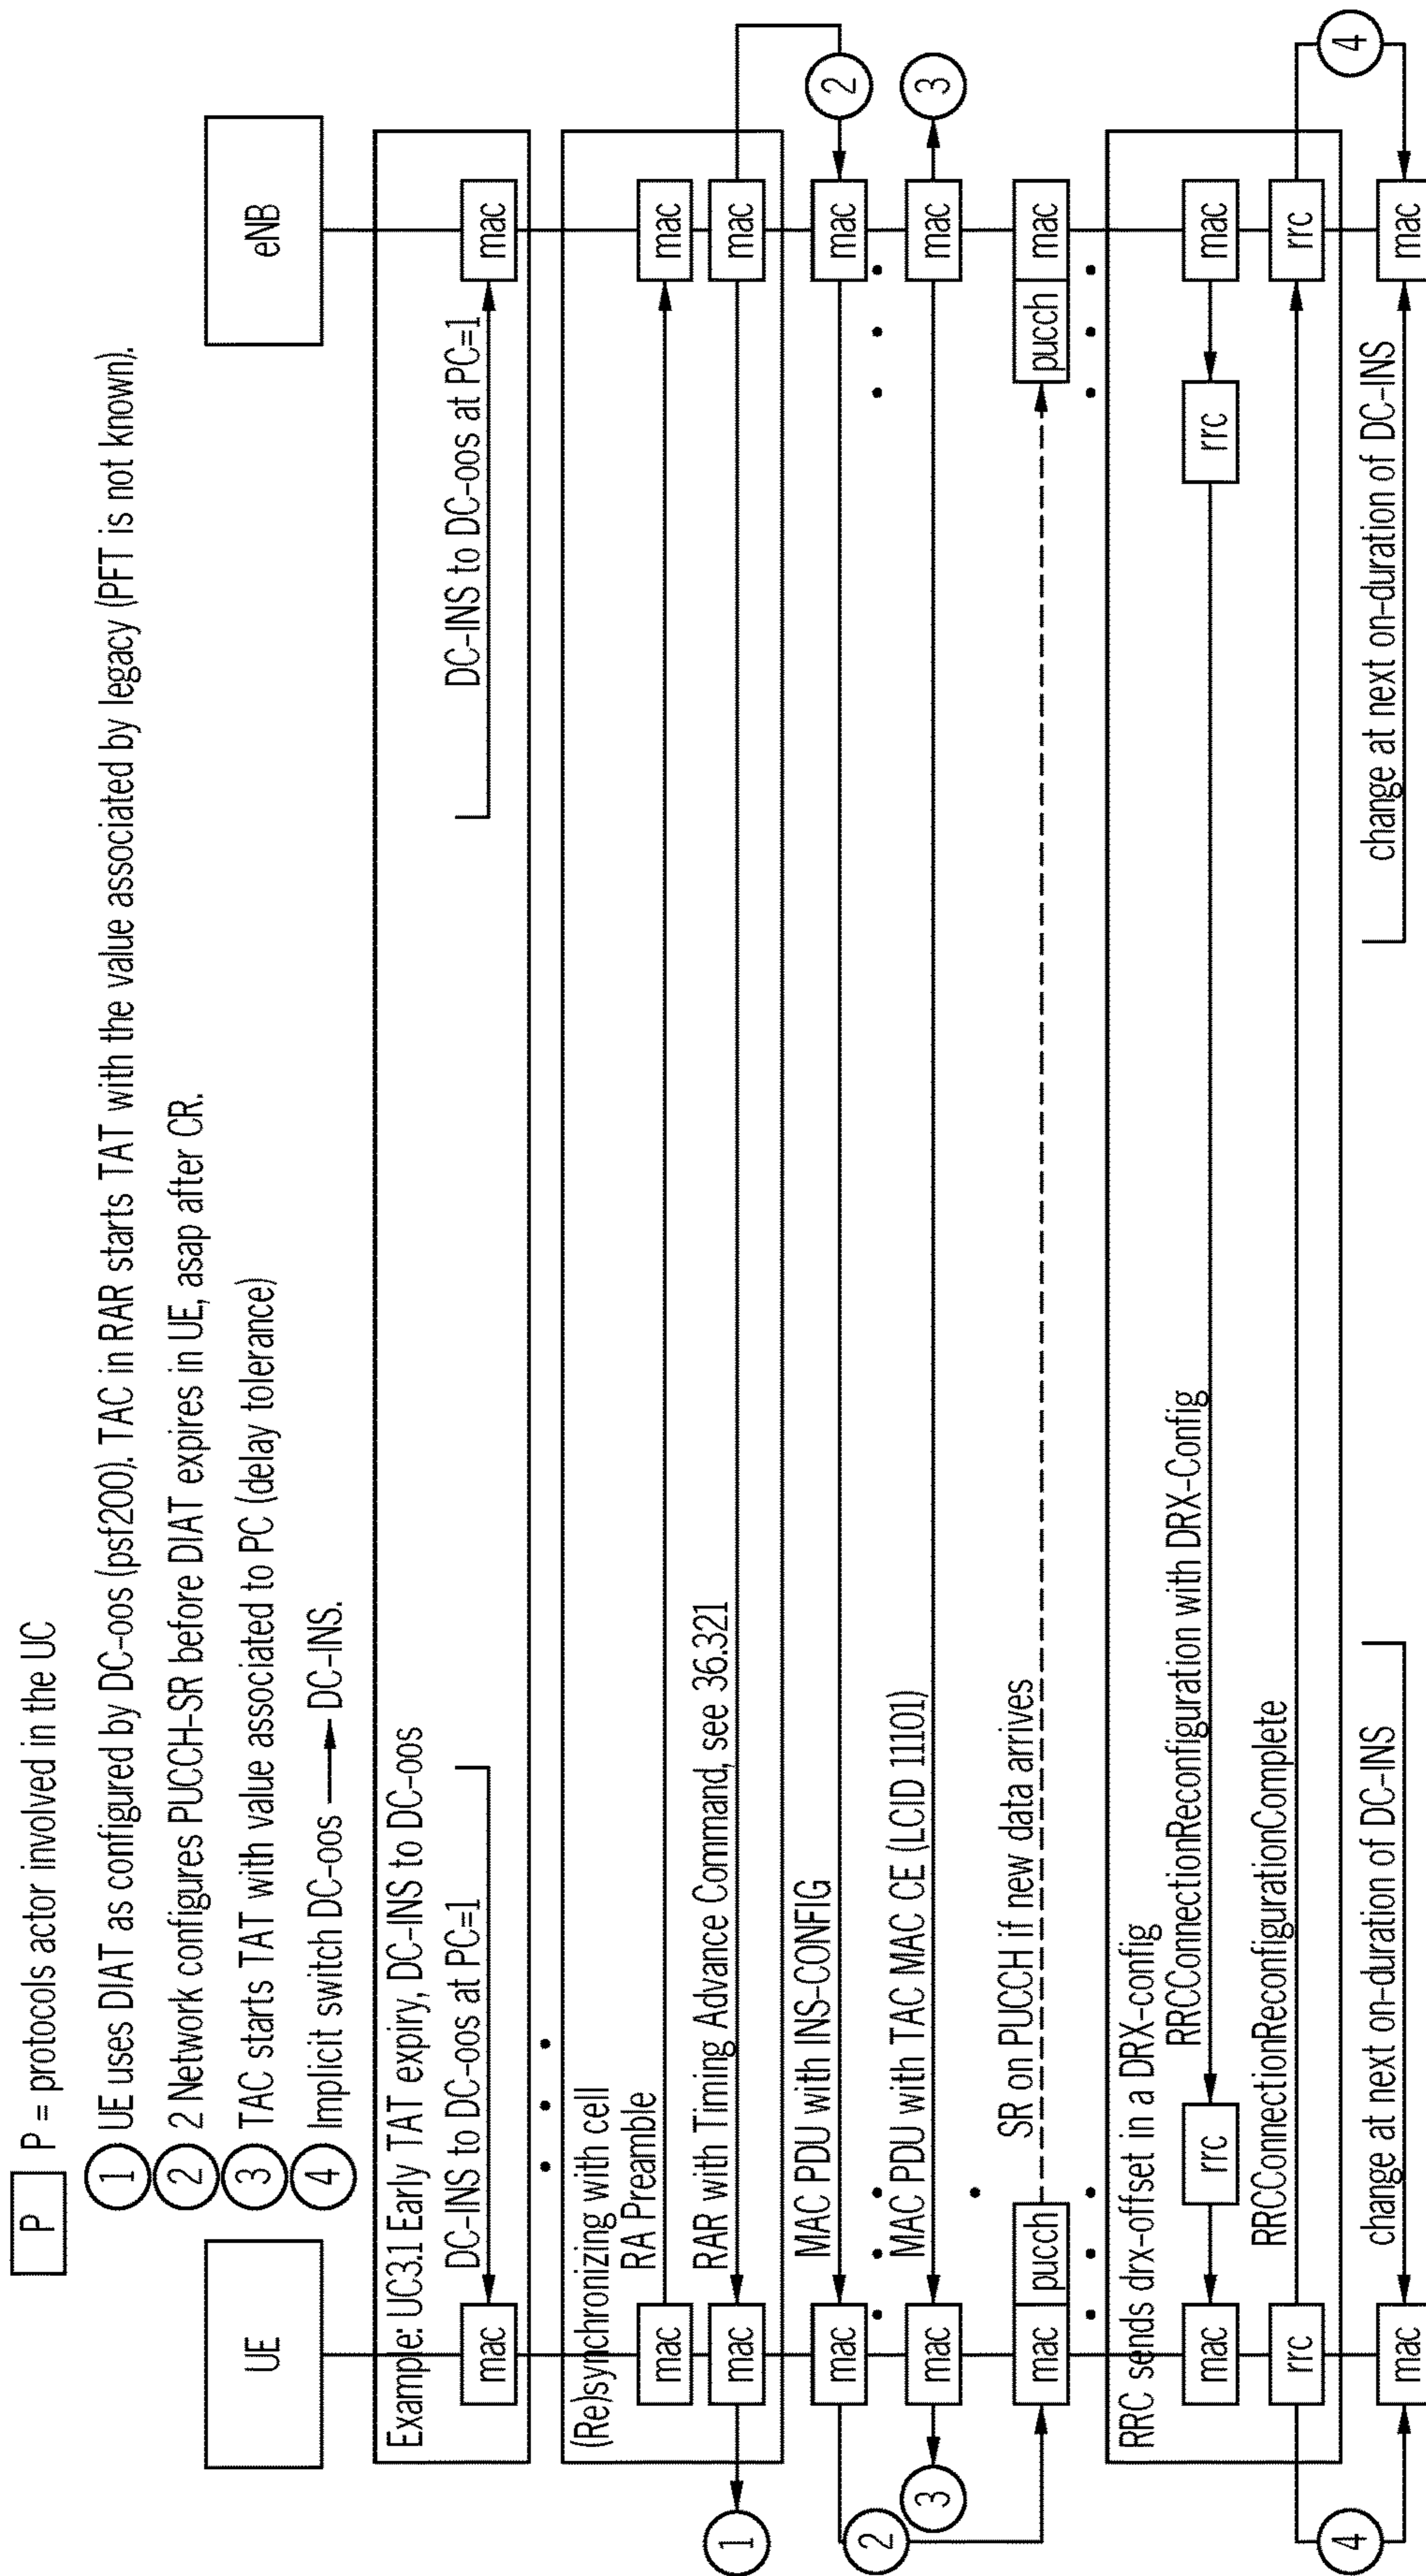 P P = protocols actor involved in the UC
1 UE uses DIAT as configured by DC-oos (psf200). TAC in RAR starts TAT with the value associated by legacy (PFT is not known).
2 2 Network configures PUCCH-SR before DIAT expires in UE, asap after CR.
3 TAC starts TAT with value associated to PC (delay tolerance)
4 Implicit switch DC-oos → DC-INS.
UE
eNB
Example: UC3.1 Early TAT expiry, DC-INS to DC-oos
DC-INS to DC-oos at PC=1
DC-INS to DC-oos at PC=1
mac
mac
(Re)synchronizing with cell
RA Preamble
mac
mac
RAR with Timing Advance Command, see 36.321
mac
mac
1
2
MAC PDU with INS-CONFIG
mac
mac
MAC PDU with TAC MAC CE (LCID 11101)
2
3
mac
mac
3
SR on PUCCH if new data arrives
mac
pucch
pucch
mac
RRC sends drx-offset in a DRX-config
RRCConnectionReconfiguration with DRX-Config
mac
rrc
rrc
mac
RRCConnectionReconfigurationComplete
rrc
rrc
4
4
change at next on-duration of DC-INS
change at next on-duration of DC-INS
mac
mac